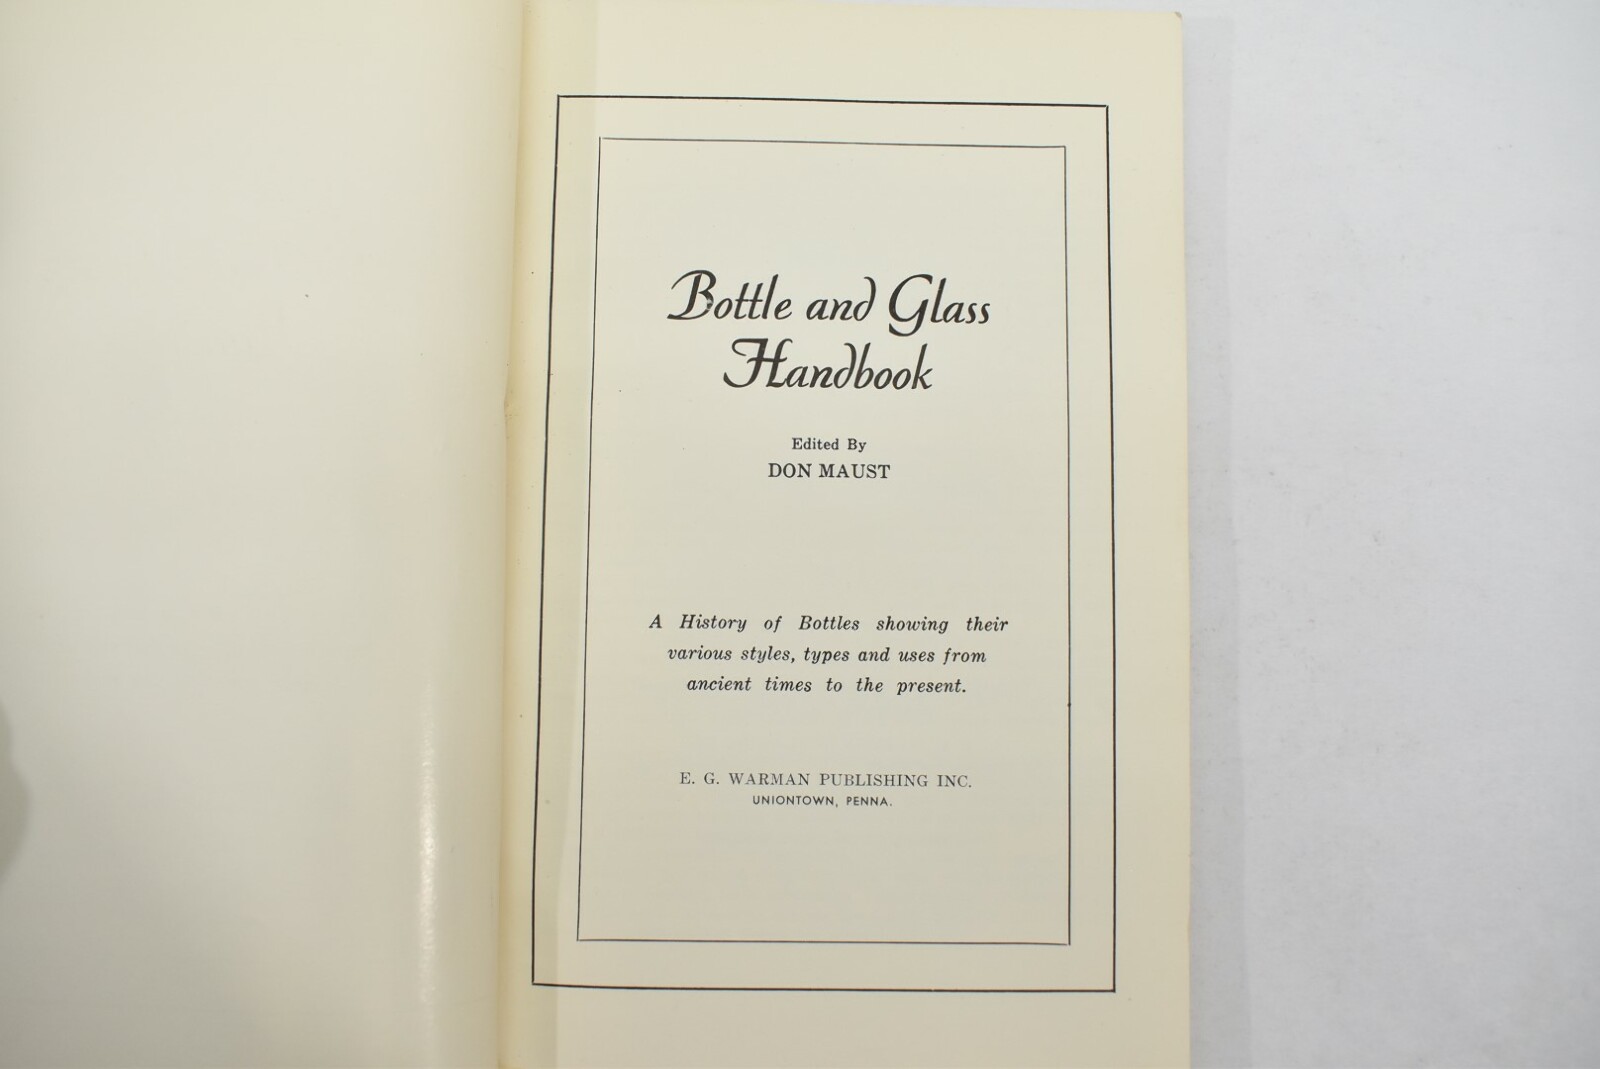 Bottle and Glass
Handbook
Edited By
DON MAUST
A History of Bottles showing their
various styles, types and uses from
ancient times to the present.
E. G. WARMAN PUBLISHING INC.
UNIONTOWN, PENNA.